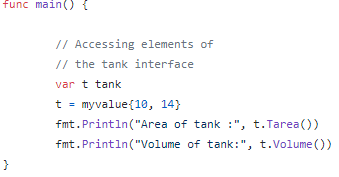 func main() {
// Accessing elements of
// the tank interface
var t tank
t = myvalue{10, 14}
fmt.Println("Area of tank :", t.Tarea())
fmt.Println("Volume of tank:", t.Volume())
}